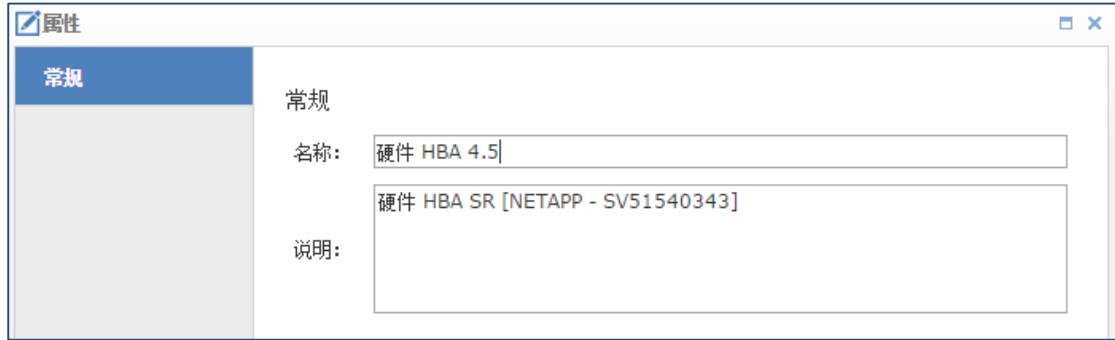 属性
常规
常规
名称：
硬件 HBA 4.5
硬件 HBA SR [NETAPP - SV51540343]
说明：